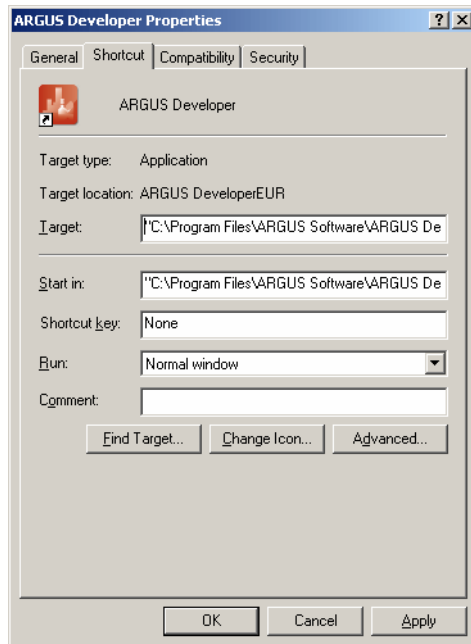 ARGUS Developer Properties
General Shortcut Compatibility Security
ARGUS Developer
Target type: Application
Target location: ARGUS DeveloperEUR
Target: "C:\Program Files\ARGUS Software\ARGUS De
Start in: "C:\Program Files\ARGUS Software\ARGUS De
Shortcut key: None
Run: Normal window
Comment:
Find Target... Change Icon... Advanced...
OK Cancel Apply